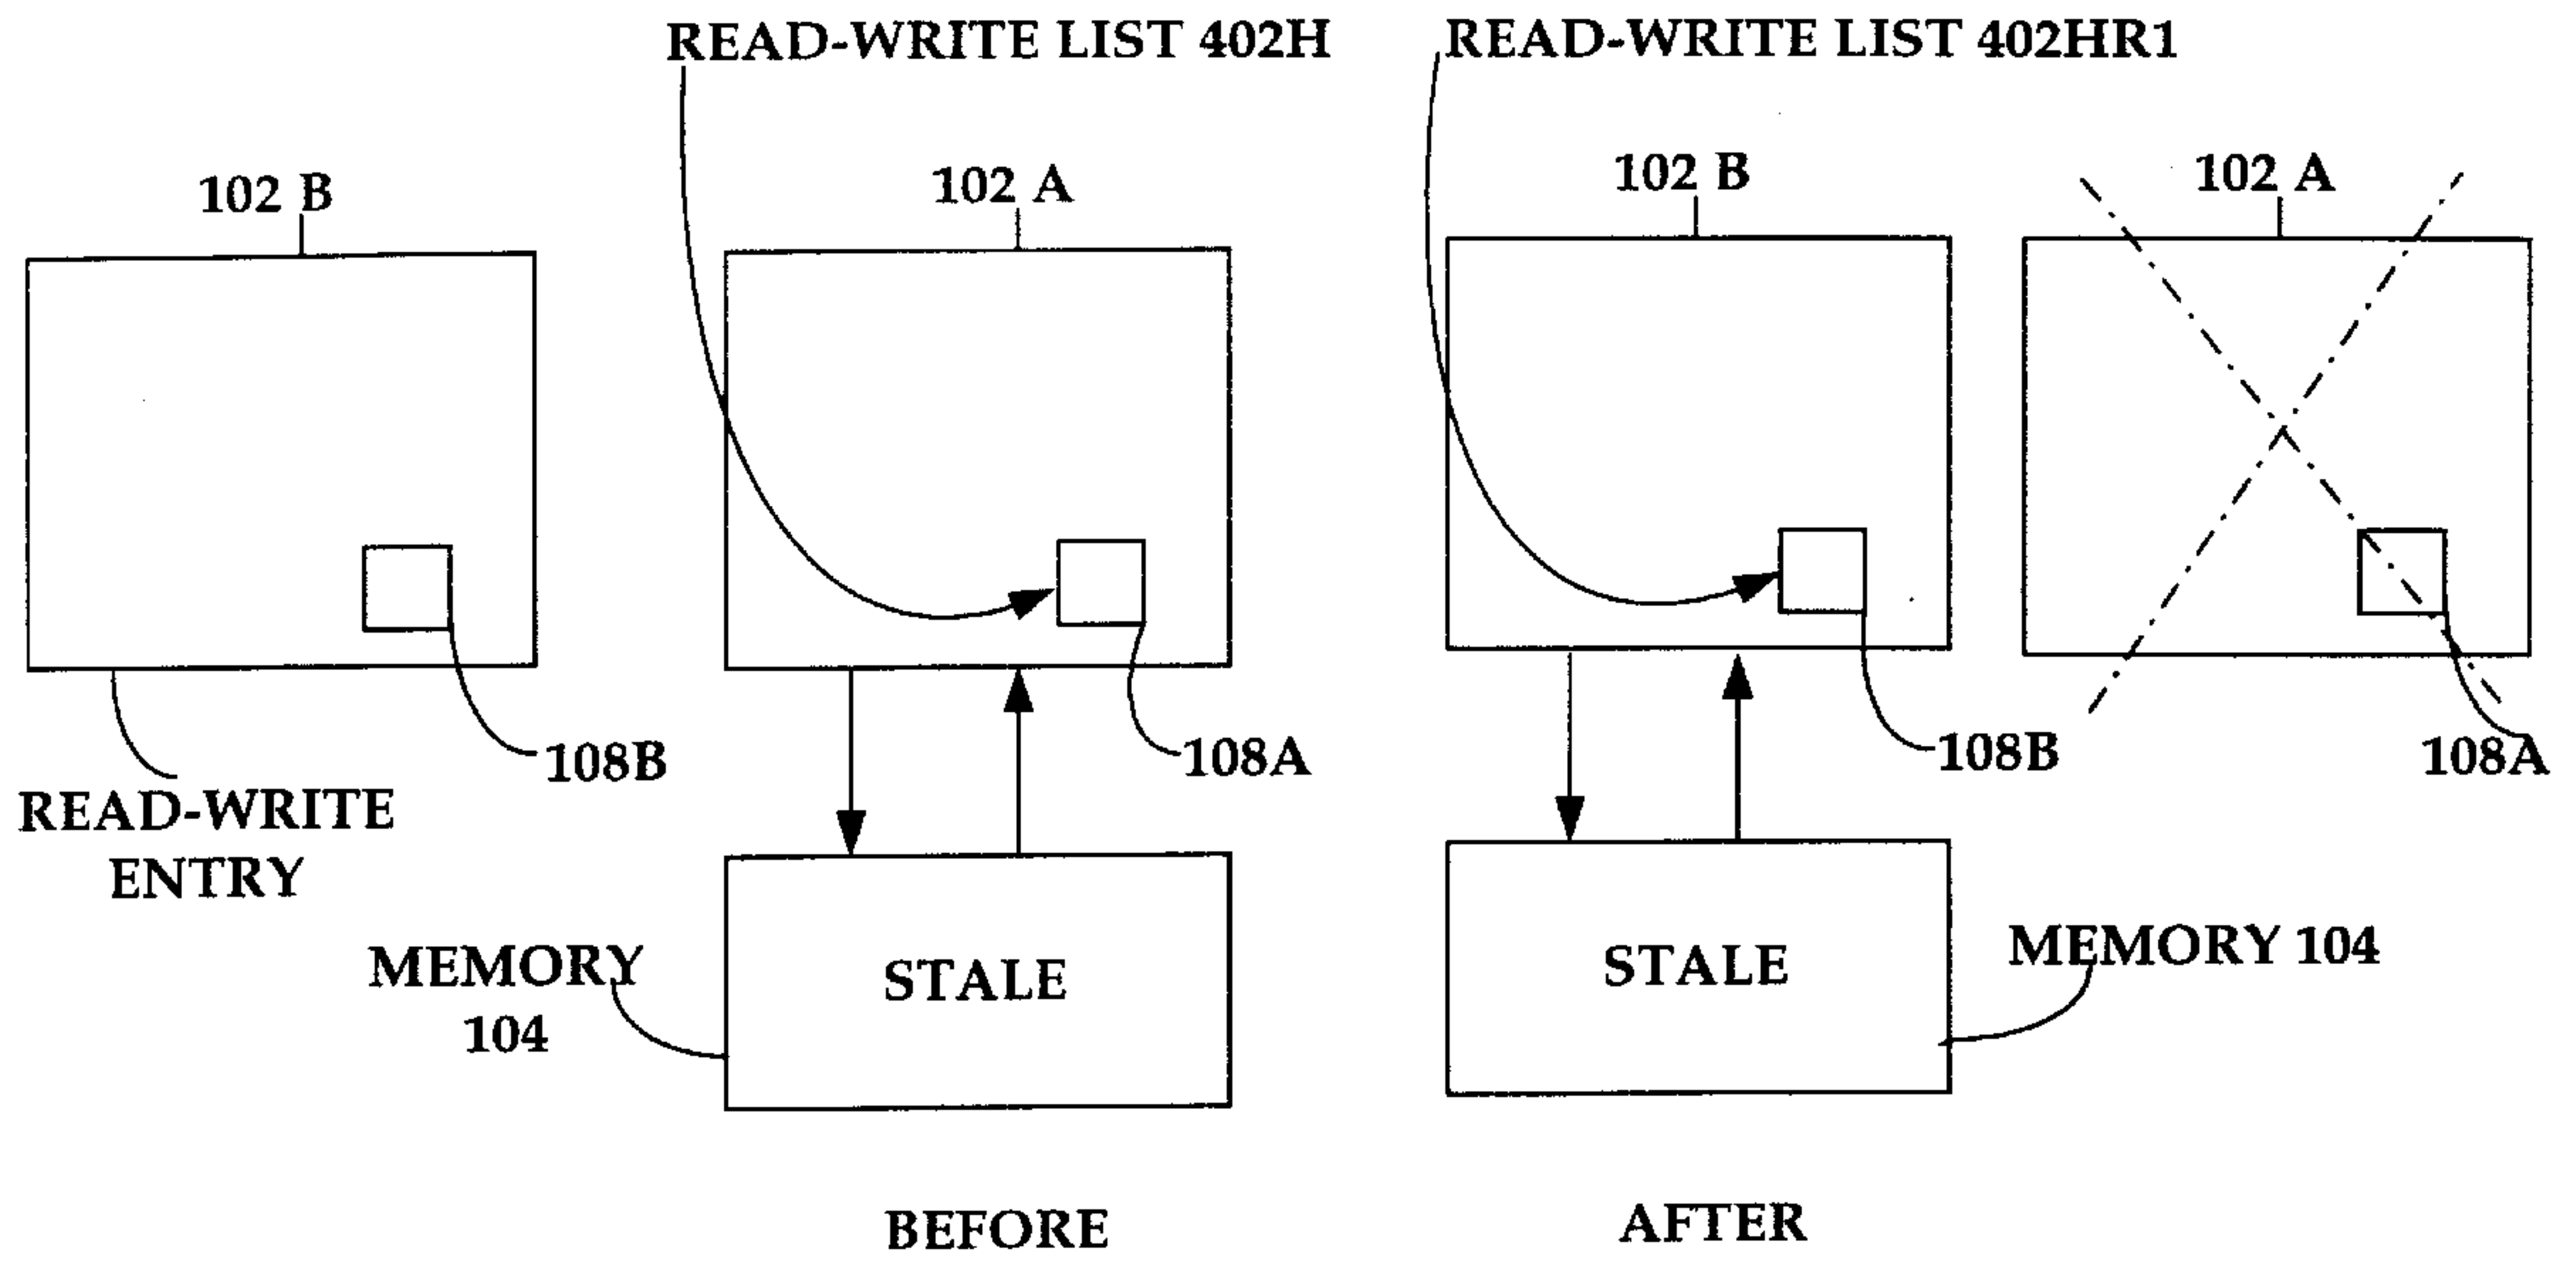 READ-WRITE LIST 402H
READ-WRITE LIST 402HR1
102 B
102 A
102 B
102 A
108B
108A
108B
108A
READ-WRITE
ENTRY
MEMORY
104
STALE
STALE
MEMORY 104
BEFORE
AFTER